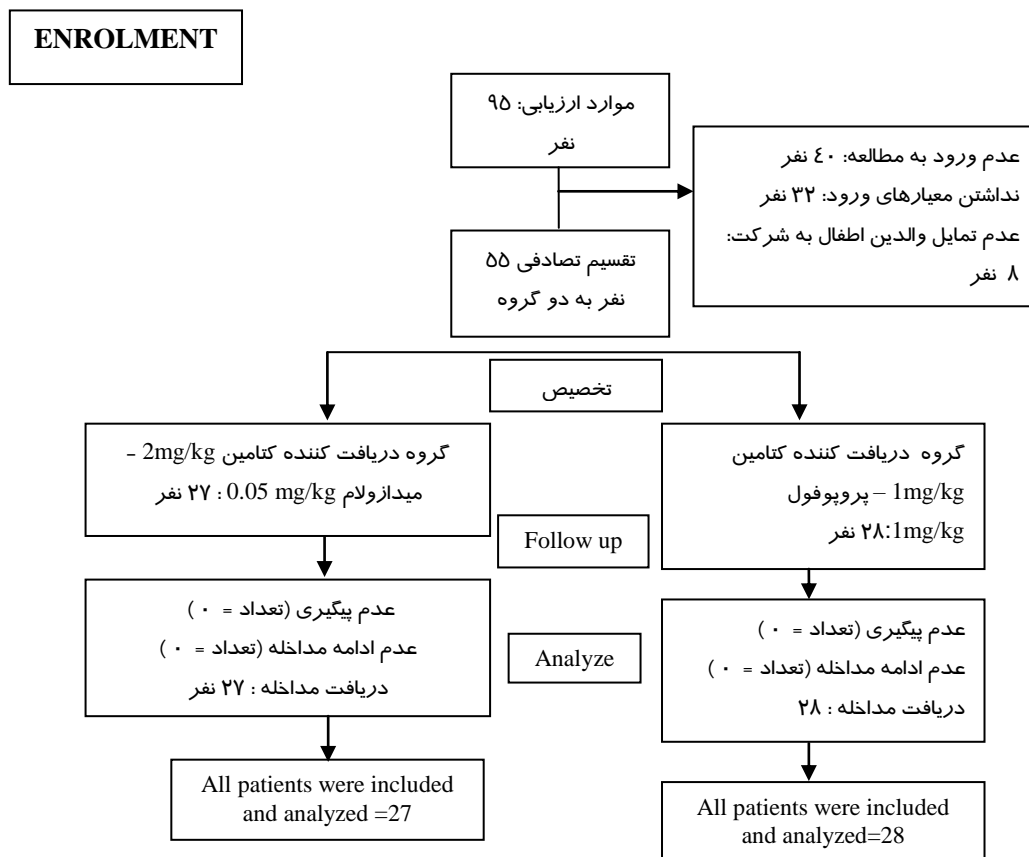 ENROLMENT
موارد ارزیابی: ۹۵
نفر
عدم ورود به مطالعه: ٤۰ نفر
نداشتن معیارهای ورود: ۳۲ نفر
عدم تمایل والدین اطفال به شرکت:
۸ نفر
تقسیم تصادفی ۵۵
نفر به دو گروه
تخصیص
گروه دریافت کننده کتامین 2mg/kg –
میدازولام 0.05 mg/kg : ۲۷ نفر
گروه دریافت کننده کتامین
1mg/kg – پروپوفول
1mg/kg:۲۸ نفر
Follow up
عدم پیگیری (تعداد = ۰)
عدم ادامه مداخله (تعداد = ۰)
دریافت مداخله : ۲۷ نفر
عدم پیگیری (تعداد = ۰)
عدم ادامه مداخله (تعداد = ۰)
دریافت مداخله : ۲۸
Analyze
All patients were included
and analyzed =27
All patients were included
and analyzed=28